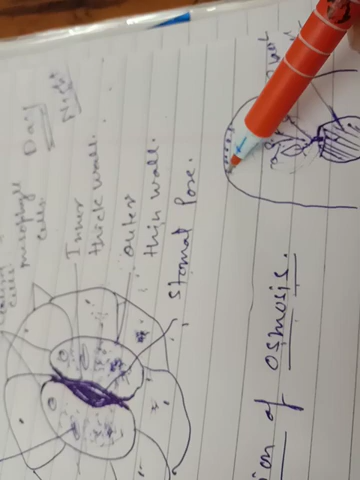 Day
Night
mesophyll
cells.
Inner
thick wall.
outer
thin wall.
Stomal Pore.
of osmosis.